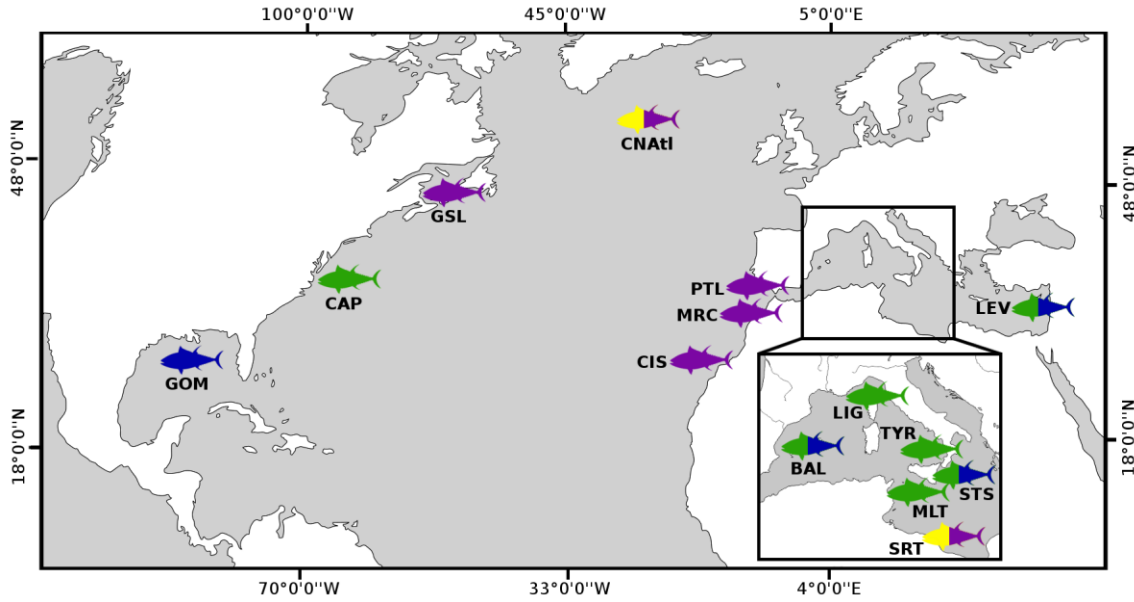 100°0'0"W 45°0'0"W 5°0'0"E
48°0'0"N
48°0'0"N
CNAtl
GSL
CAP
PTL
MRC
LEV
CIS
GOM
LIG
TYR
BAL
STS
MLT
SRT
18°0'0"N
18°0'0"N
70°0'0"W 33°0'0"W 4°0'0"E